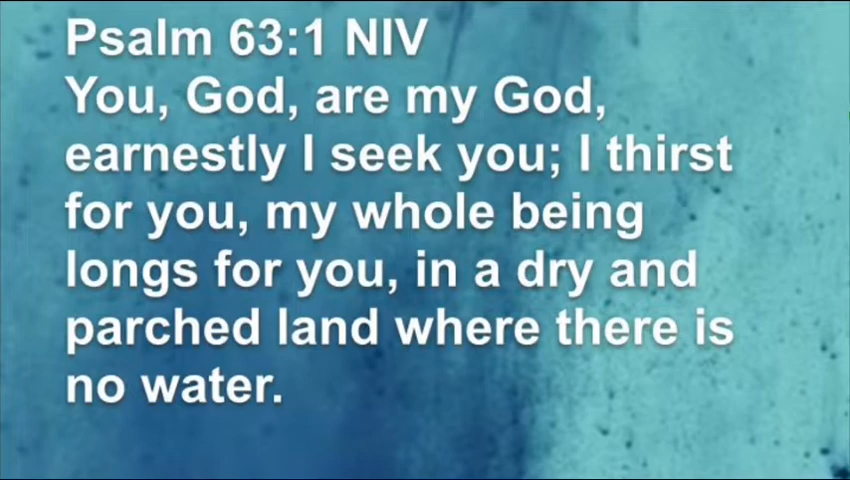 Psalm 63:1 NIV
You, God, are my God,
earnestly I seek you; I thirst
for you, my whole being
longs for you, in a dry and
parched land where there is
no water.